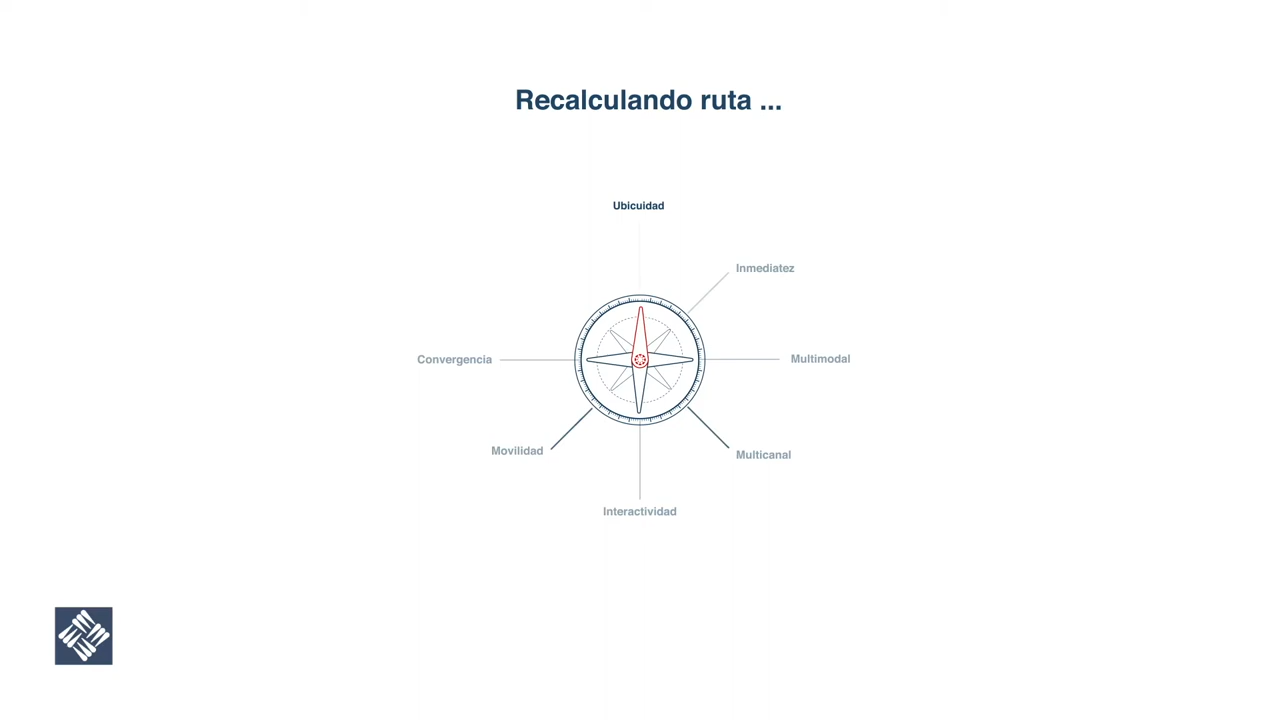 Recalculando ruta ...
Ubicuidad
Inmediatez
Convergencia
Multimodal
Movilidad
Multicanal
Interactividad